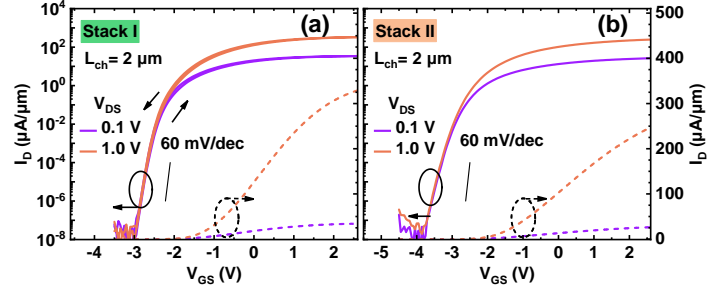 (a)
Stack I
L_ch= 2 µm
V_DS
0.1 V
1.0 V
60 mV/dec
I_D (µA/µm)
10^4
10^2
10^0
10^-2
10^-4
10^-6
10^-8
-4 -3 -2 -1 0 1 2
V_GS (V)
(b)
Stack II
L_ch= 2 µm
V_DS
0.1 V
1.0 V
60 mV/dec
500
400
300
200
100
0
I_D (µA/µm)
-5 -4 -3 -2 -1 0 1 2
V_GS (V)